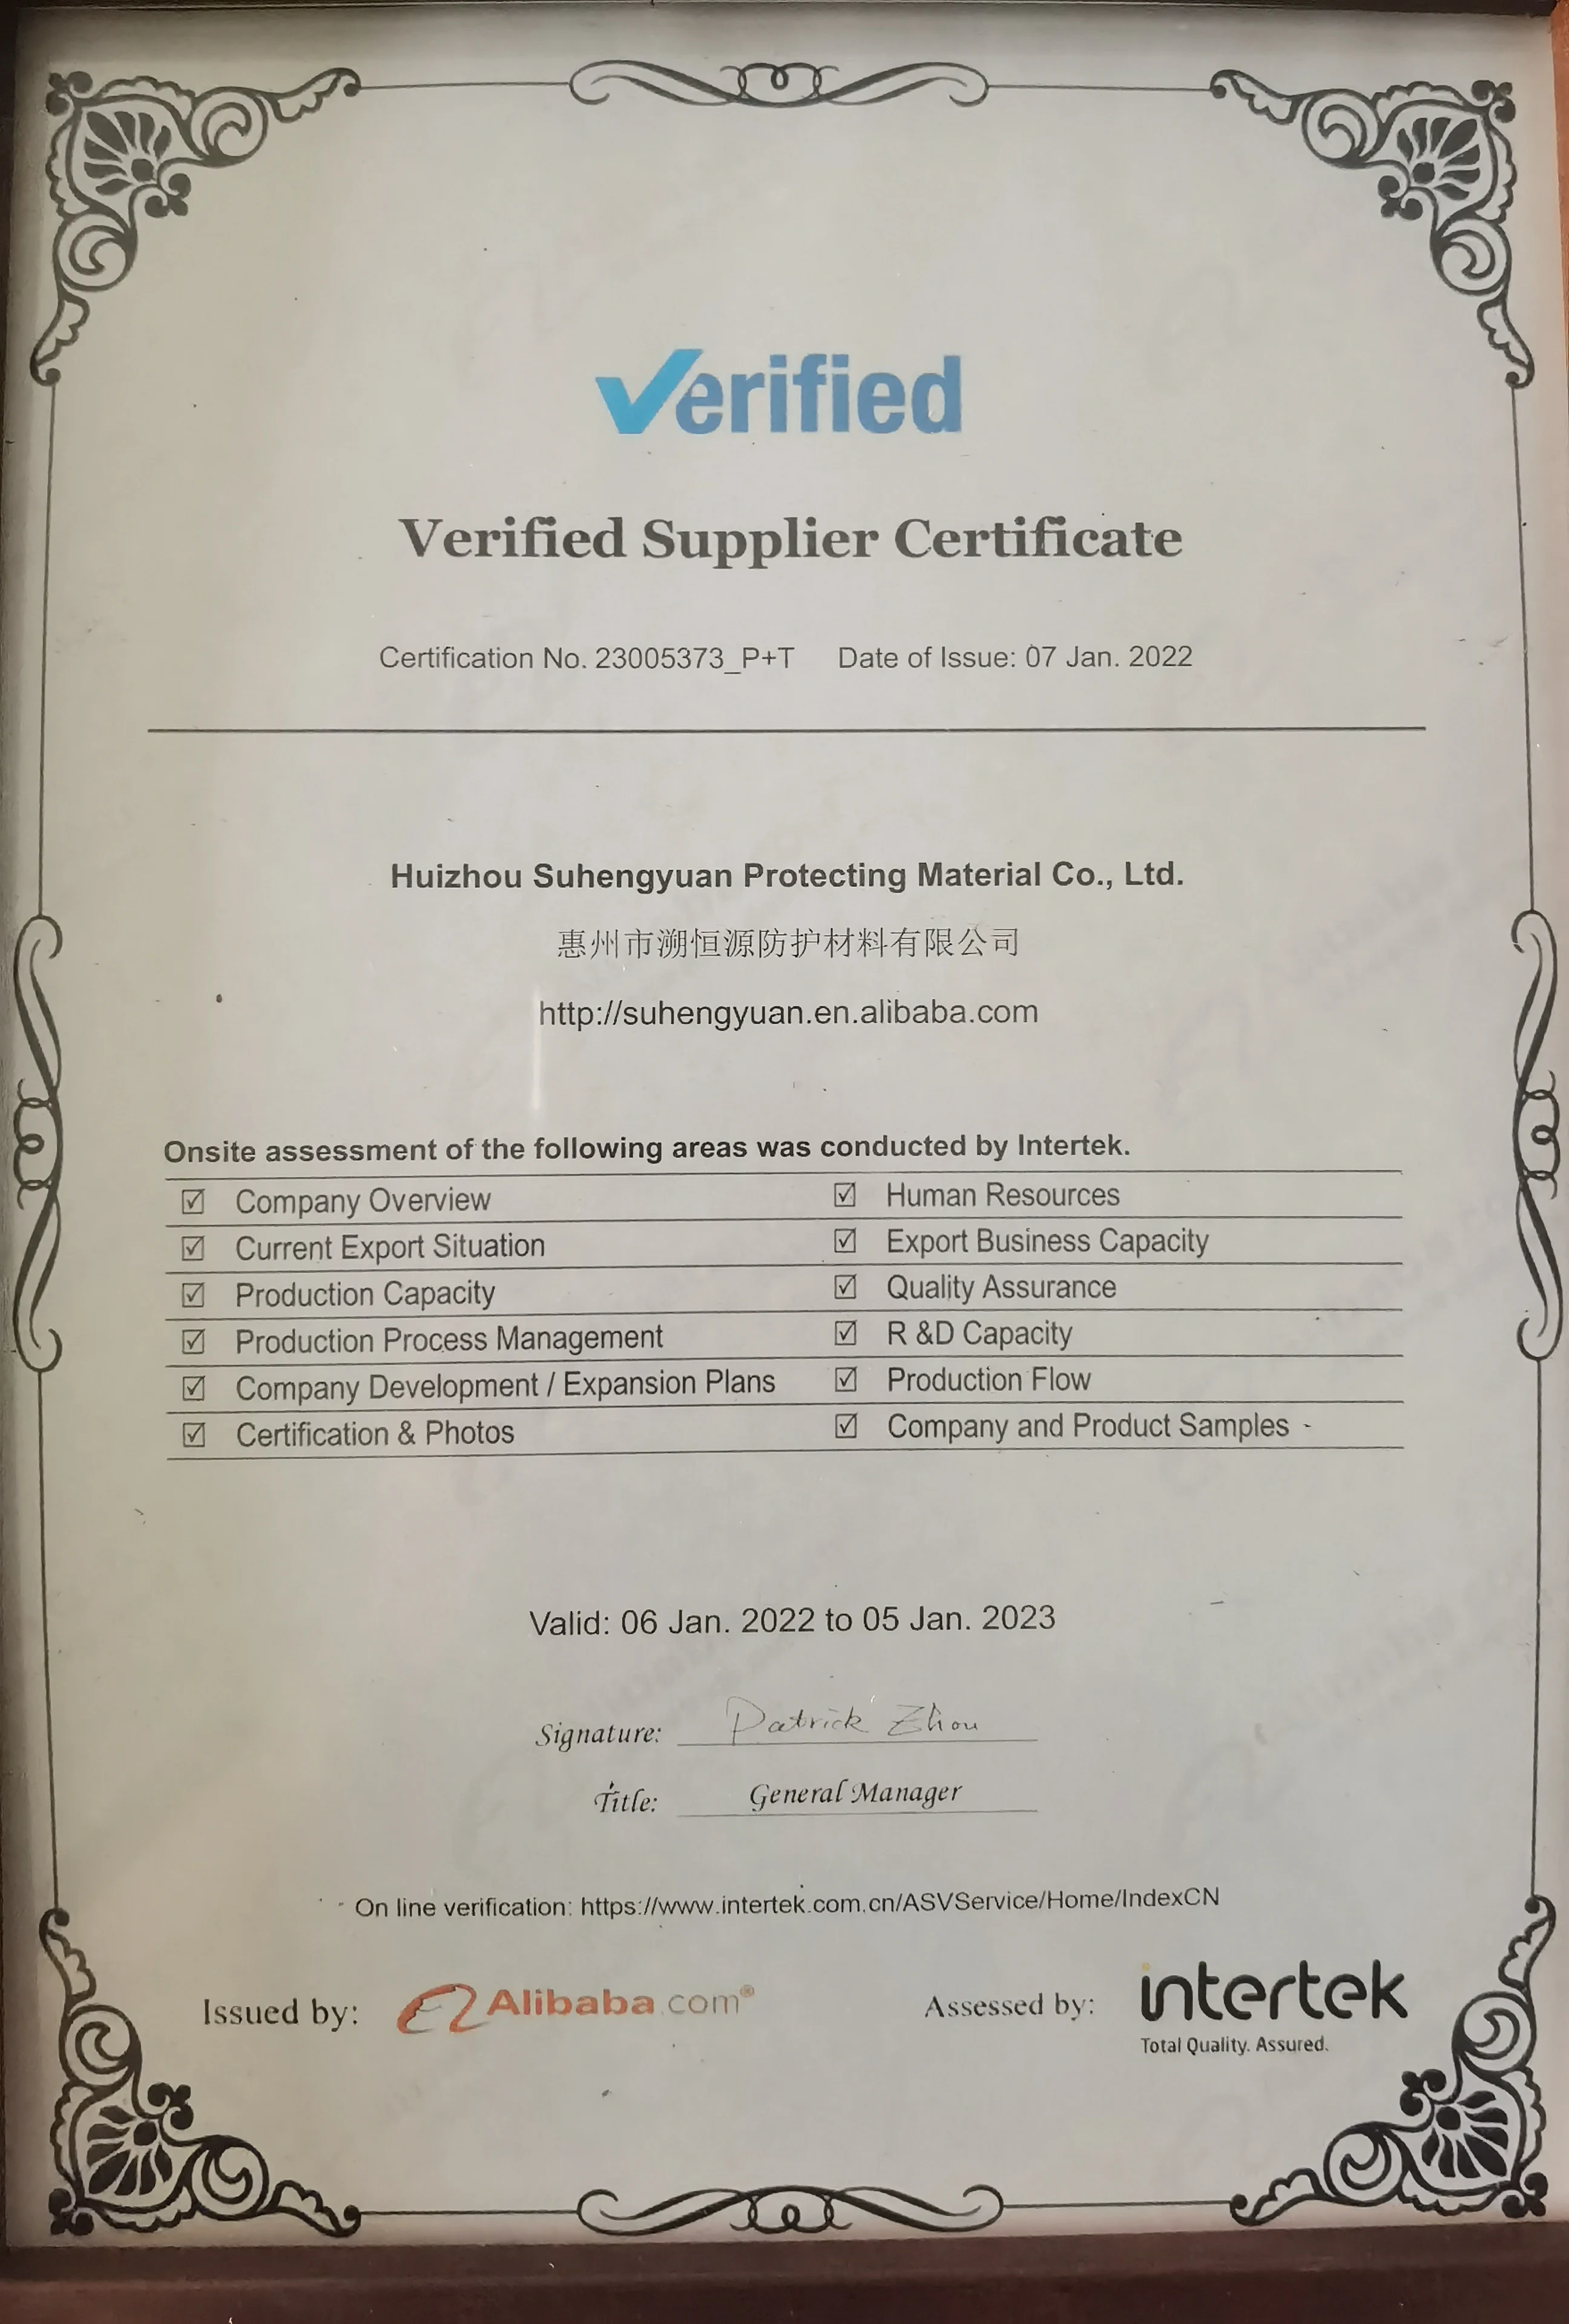 Verified
Verified Supplier Certificate
Certification No. 23005373_P+T Date of Issue: 07 Jan. 2022
Huizhou Suhengyuan Protecting Material Co., Ltd.
惠州市溯恒源防护材料有限公司
http://suhengyuan.en.alibaba.com
Onsite assessment of the following areas was conducted by Intertek.
☑ Company Overview ☑ Human Resources
☑ Current Export Situation ☑ Export Business Capacity
☑ Production Capacity ☑ Quality Assurance
☑ Production Process Management ☑ R &D Capacity
☑ Company Development / Expansion Plans ☑ Production Flow
☑ Certification & Photos ☑ Company and Product Samples
Valid: 06 Jan. 2022 to 05 Jan. 2023
Signature: Patrick Zhou
Title: General Manager
On line verification: https://www.intertek.com.cn/ASVService/Home/IndexCN
Issued by: Alibaba.com® Assessed by: intertek
Total Quality. Assured.